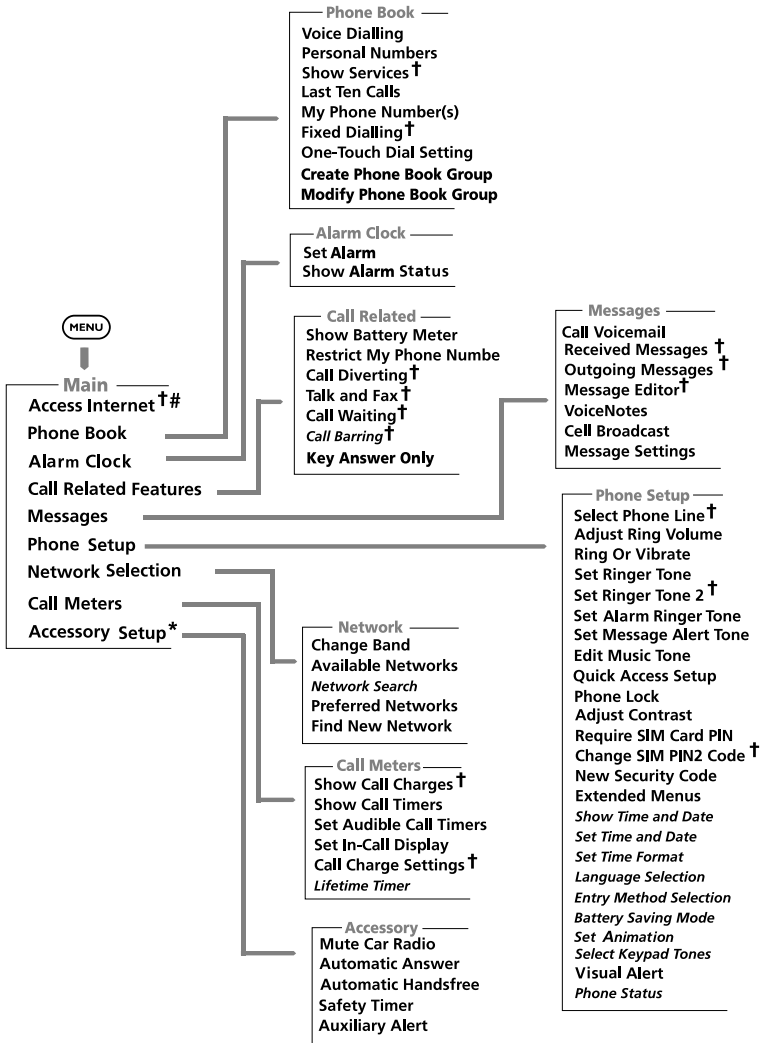 MENU
Main
Access Internet†#
Phone Book
Alarm Clock
Call Related Features
Messages
Phone Setup
Network Selection
Call Meters
Accessory Setup*
Phone Book
Voice Dialling
Personal Numbers
Show Services†
Last Ten Calls
My Phone Number(s)
Fixed Dialling†
One-Touch Dial Setting
Create Phone Book Group
Modify Phone Book Group
Alarm Clock
Set Alarm
Show Alarm Status
Call Related
Show Battery Meter
Restrict My Phone Numbe
Call Diverting†
Talk and Fax†
Call Waiting†
Call Barring†
Key Answer Only
Messages
Call Voicemail
Received Messages †
Outgoing Messages †
Message Editor†
VoiceNotes
Cell Broadcast
Message Settings
Phone Setup
Select Phone Line†
Adjust Ring Volume
Ring Or Vibrate
Set Ringer Tone
Set Ringer Tone 2†
Set Alarm Ringer Tone
Set Message Alert Tone
Edit Music Tone
Quick Access Setup
Phone Lock
Adjust Contrast
Require SIM Card PIN
Change SIM PIN2 Code †
New Security Code
Extended Menus
Show Time and Date
Set Time and Date
Set Time Format
Language Selection
Entry Method Selection
Battery Saving Mode
Set Animation
Select Keypad Tones
Visual Alert
Phone Status
Network
Change Band
Available Networks
Network Search
Preferred Networks
Find New Network
Call Meters
Show Call Charges†
Show Call Timers
Set Audible Call Timers
Set In-Call Display
Call Charge Settings†
Lifetime Timer
Accessory
Mute Car Radio
Automatic Answer
Automatic Handsfree
Safety Timer
Auxiliary Alert